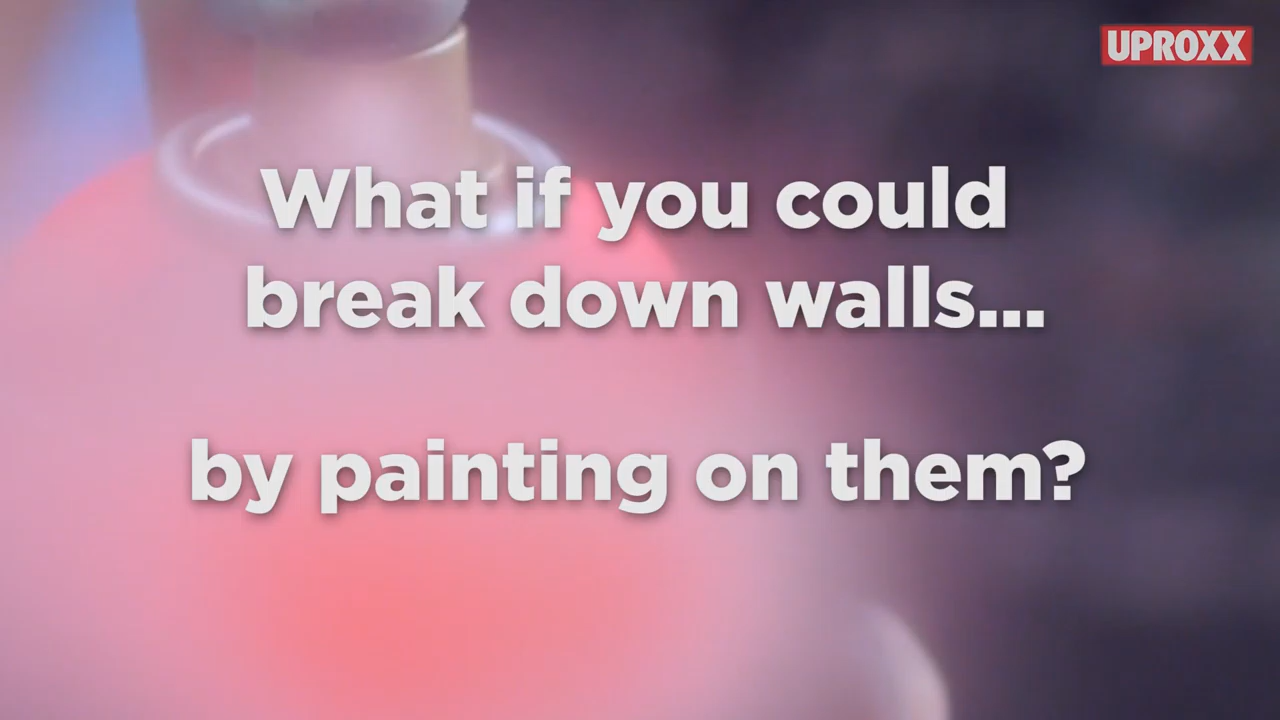 UPROXX
What if you could
break down walls...
by painting on them?